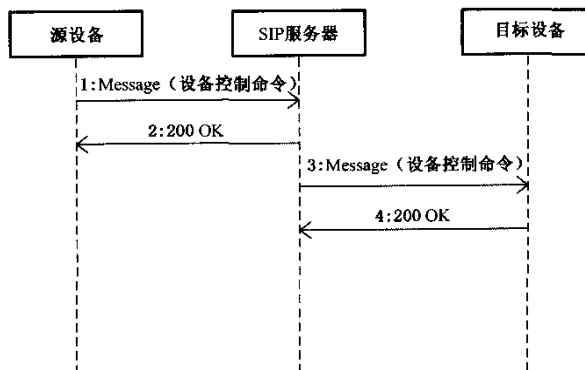 源设备
SIP服务器
目标设备
1:Message（设备控制命令）
2:200 OK
3:Message（设备控制命令）
4:200 OK